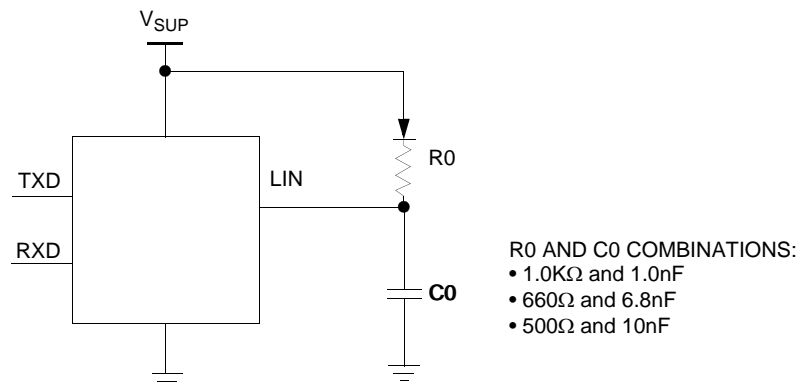 VSUP
R0
LIN
TXD
RXD
C0
R0 AND C0 COMBINATIONS:
• 1.0KΩ and 1.0nF
• 660Ω and 6.8nF
• 500Ω and 10nF